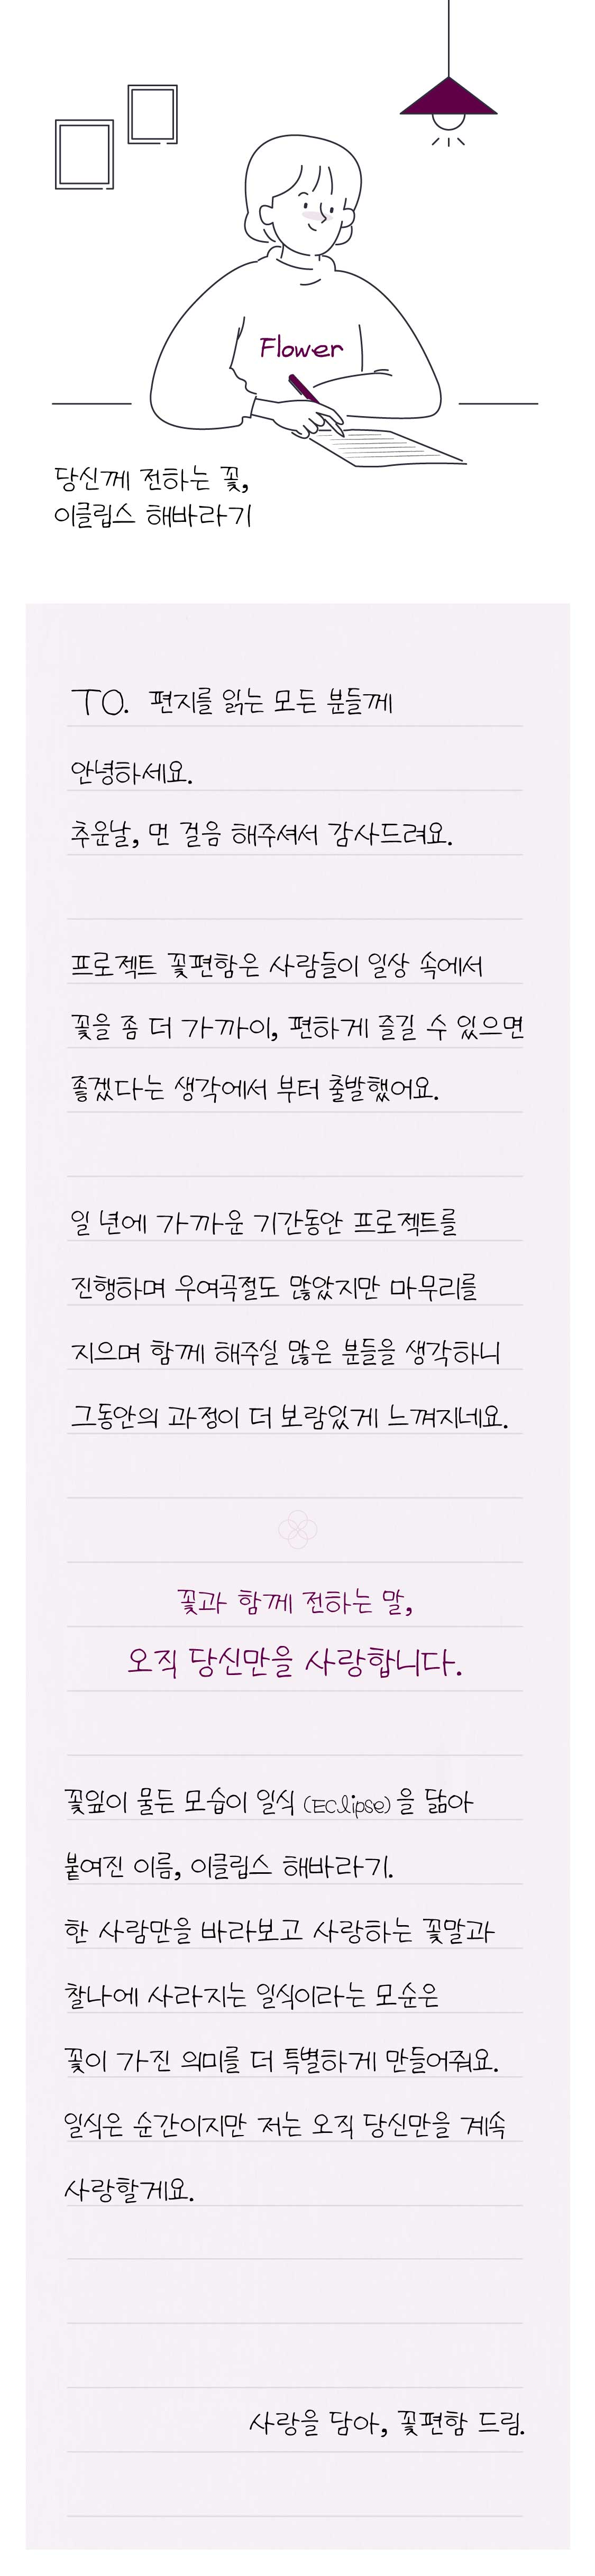 Flower
당신께 전하는 꽃,
이클립스 해바라기
TO. 편지를 읽는 모든 분들께
안녕하세요.
추운날, 먼 걸음 해주셔서 감사드려요.
프로젝트 꽃편함은 사람들이 일상 속에서
꽃을 좀 더 가까이, 편하게 즐길 수 있으면
좋겠다는 생각에서 부터 출발했어요.
일 년에 가까운 기간동안 프로젝트를
진행하며 우여곡절도 많았지만 마무리를
지으며 함께 해주실 많은 분들을 생각하니
그동안의 과정이 더 보람있게 느껴지네요.
꽃과 함께 전하는 말,
오직 당신만을 사랑합니다.
꽃잎이 물든 모습이 일식 (Eclipse)을 닮아
붙여진 이름, 이클립스 해바라기.
한 사람만을 바라보고 사랑하는 꽃말과
찰나에 사라지는 일식이라는 모순은
꽃이 가진 의미를 더 특별하게 만들어줘요.
일식은 순간이지만 저는 오직 당신만을 계속
사랑할게요.
사랑을 담아, 꽃편함 드림.